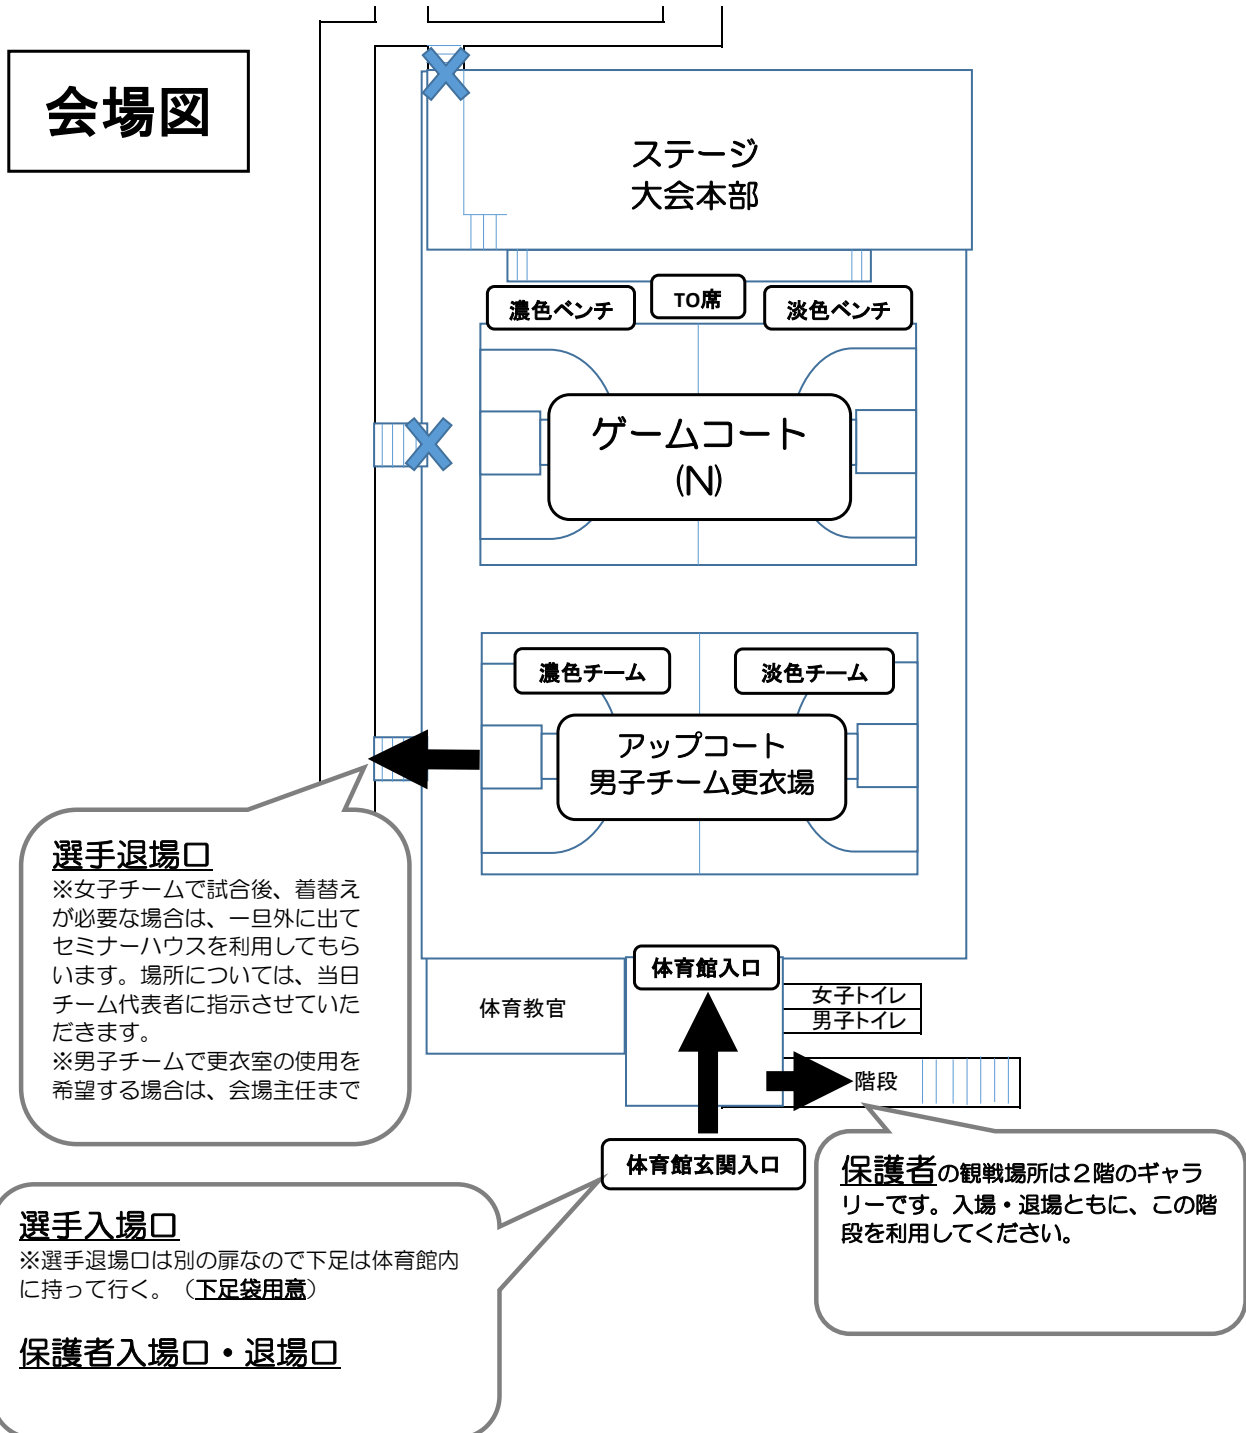 会場図
ステージ
大会本部
濃色ベンチ
TO席
淡色ベンチ
ゲームコート
(N)
濃色チーム
淡色チーム
アップコート
男子チーム更衣場
選手退場口
※女子チームで試合後、着替え
が必要な場合は、一旦外に出て
セミナーハウスを利用してもら
います。場所については、当日
チーム代表者に指示させていた
だきます。
※男子チームで更衣室の使用を
希望する場合は、会場主任まで
体育館入口
体育教官
女子トイレ
男子トイレ
階段
体育館玄関入口
保護者の観戦場所は２階のギャラ
リーです。入場・退場ともに、この階
段を利用してください。
選手入場口
※選手退場口は別の扉なので下足は体育館内
に持って行く。（下足袋用意）
保護者入場口・退場口